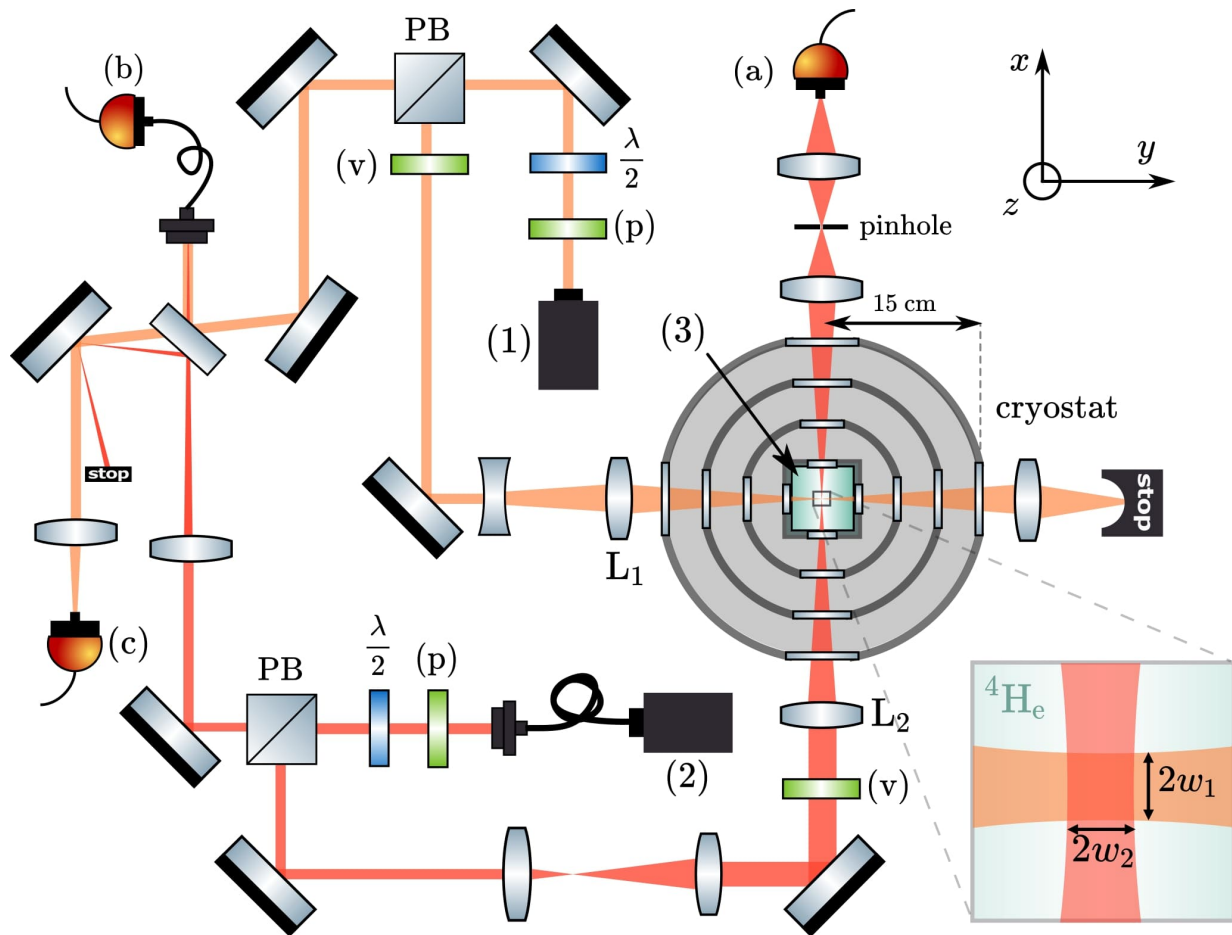 PB
(a)
x
y
z
(b)
(v)
λ/2
(p)
pinhole
15 cm
(1)
(3)
cryostat
stop
L₁
stop
(c)
PB
λ/2
(p)
(2)
L₂
(v)
⁴Hₑ
2w₁
2w₂